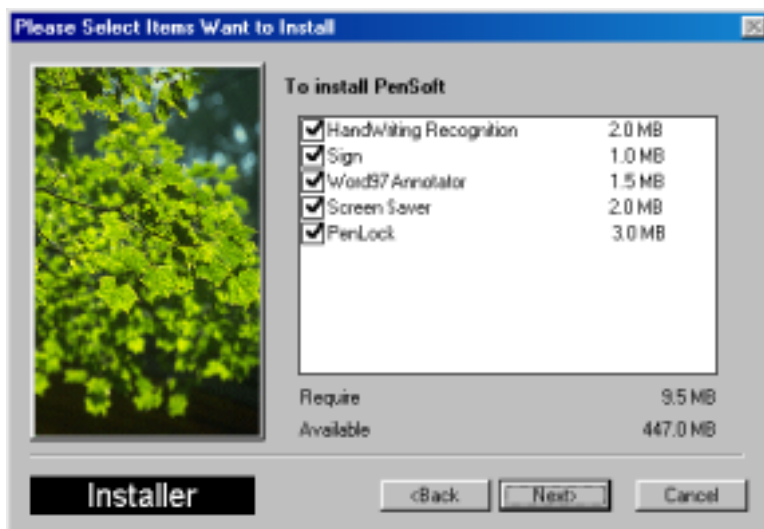 Please Select Items Want to Install
To install PenSoft
HandWriting Recognition 2.0 MB
Sign 1.0 MB
Word97 Annotator 1.5 MB
Screen Saver 2.0 MB
PenLock 3.0 MB
Require 9.5 MB
Available 447.0 MB
Installer <Back Next> Cancel